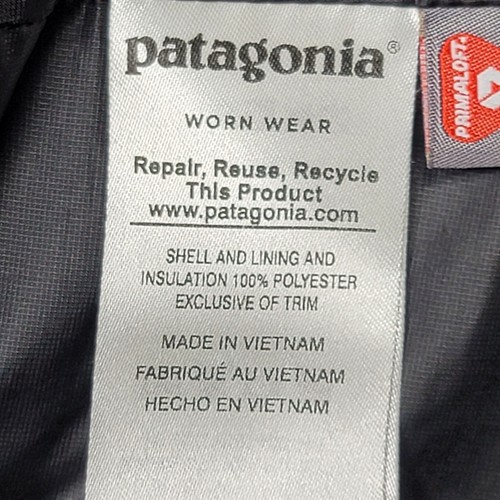 patagonia®
WORN WEAR
Repair, Reuse, Recycle
This Product
www.patagonia.com
SHELL AND LINING AND
INSULATION 100% POLYESTER
EXCLUSIVE OF TRIM
MADE IN VIETNAM
FABRIQUÉ AU VIETNAM
HECHO EN VIETNAM
PRIMALOFT®